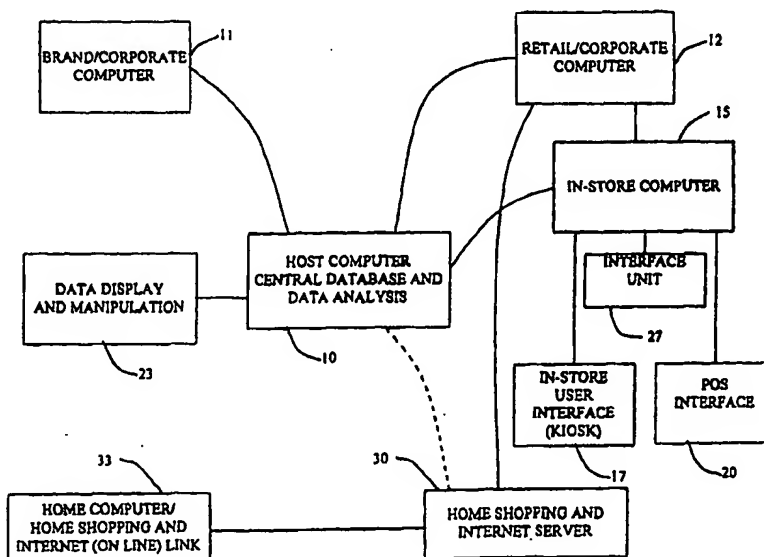 11
BRAND/CORPORATE
COMPUTER
RETAIL/CORPORATE
COMPUTER
12
15
IN-STORE COMPUTER
HOST COMPUTER
CENTRAL DATABASE AND
DATA ANALYSIS
10
DATA DISPLAY
AND MANIPULATION
23
INTERFACE
UNIT
27
IN-STORE
USER
INTERFACE
(KIOSK)
17
POS
INTERFACE
20
33
HOME COMPUTER/
HOME SHOPPING AND
INTERNET (ON LINE) LINK
30
HOME SHOPPING AND
INTERNET SERVER